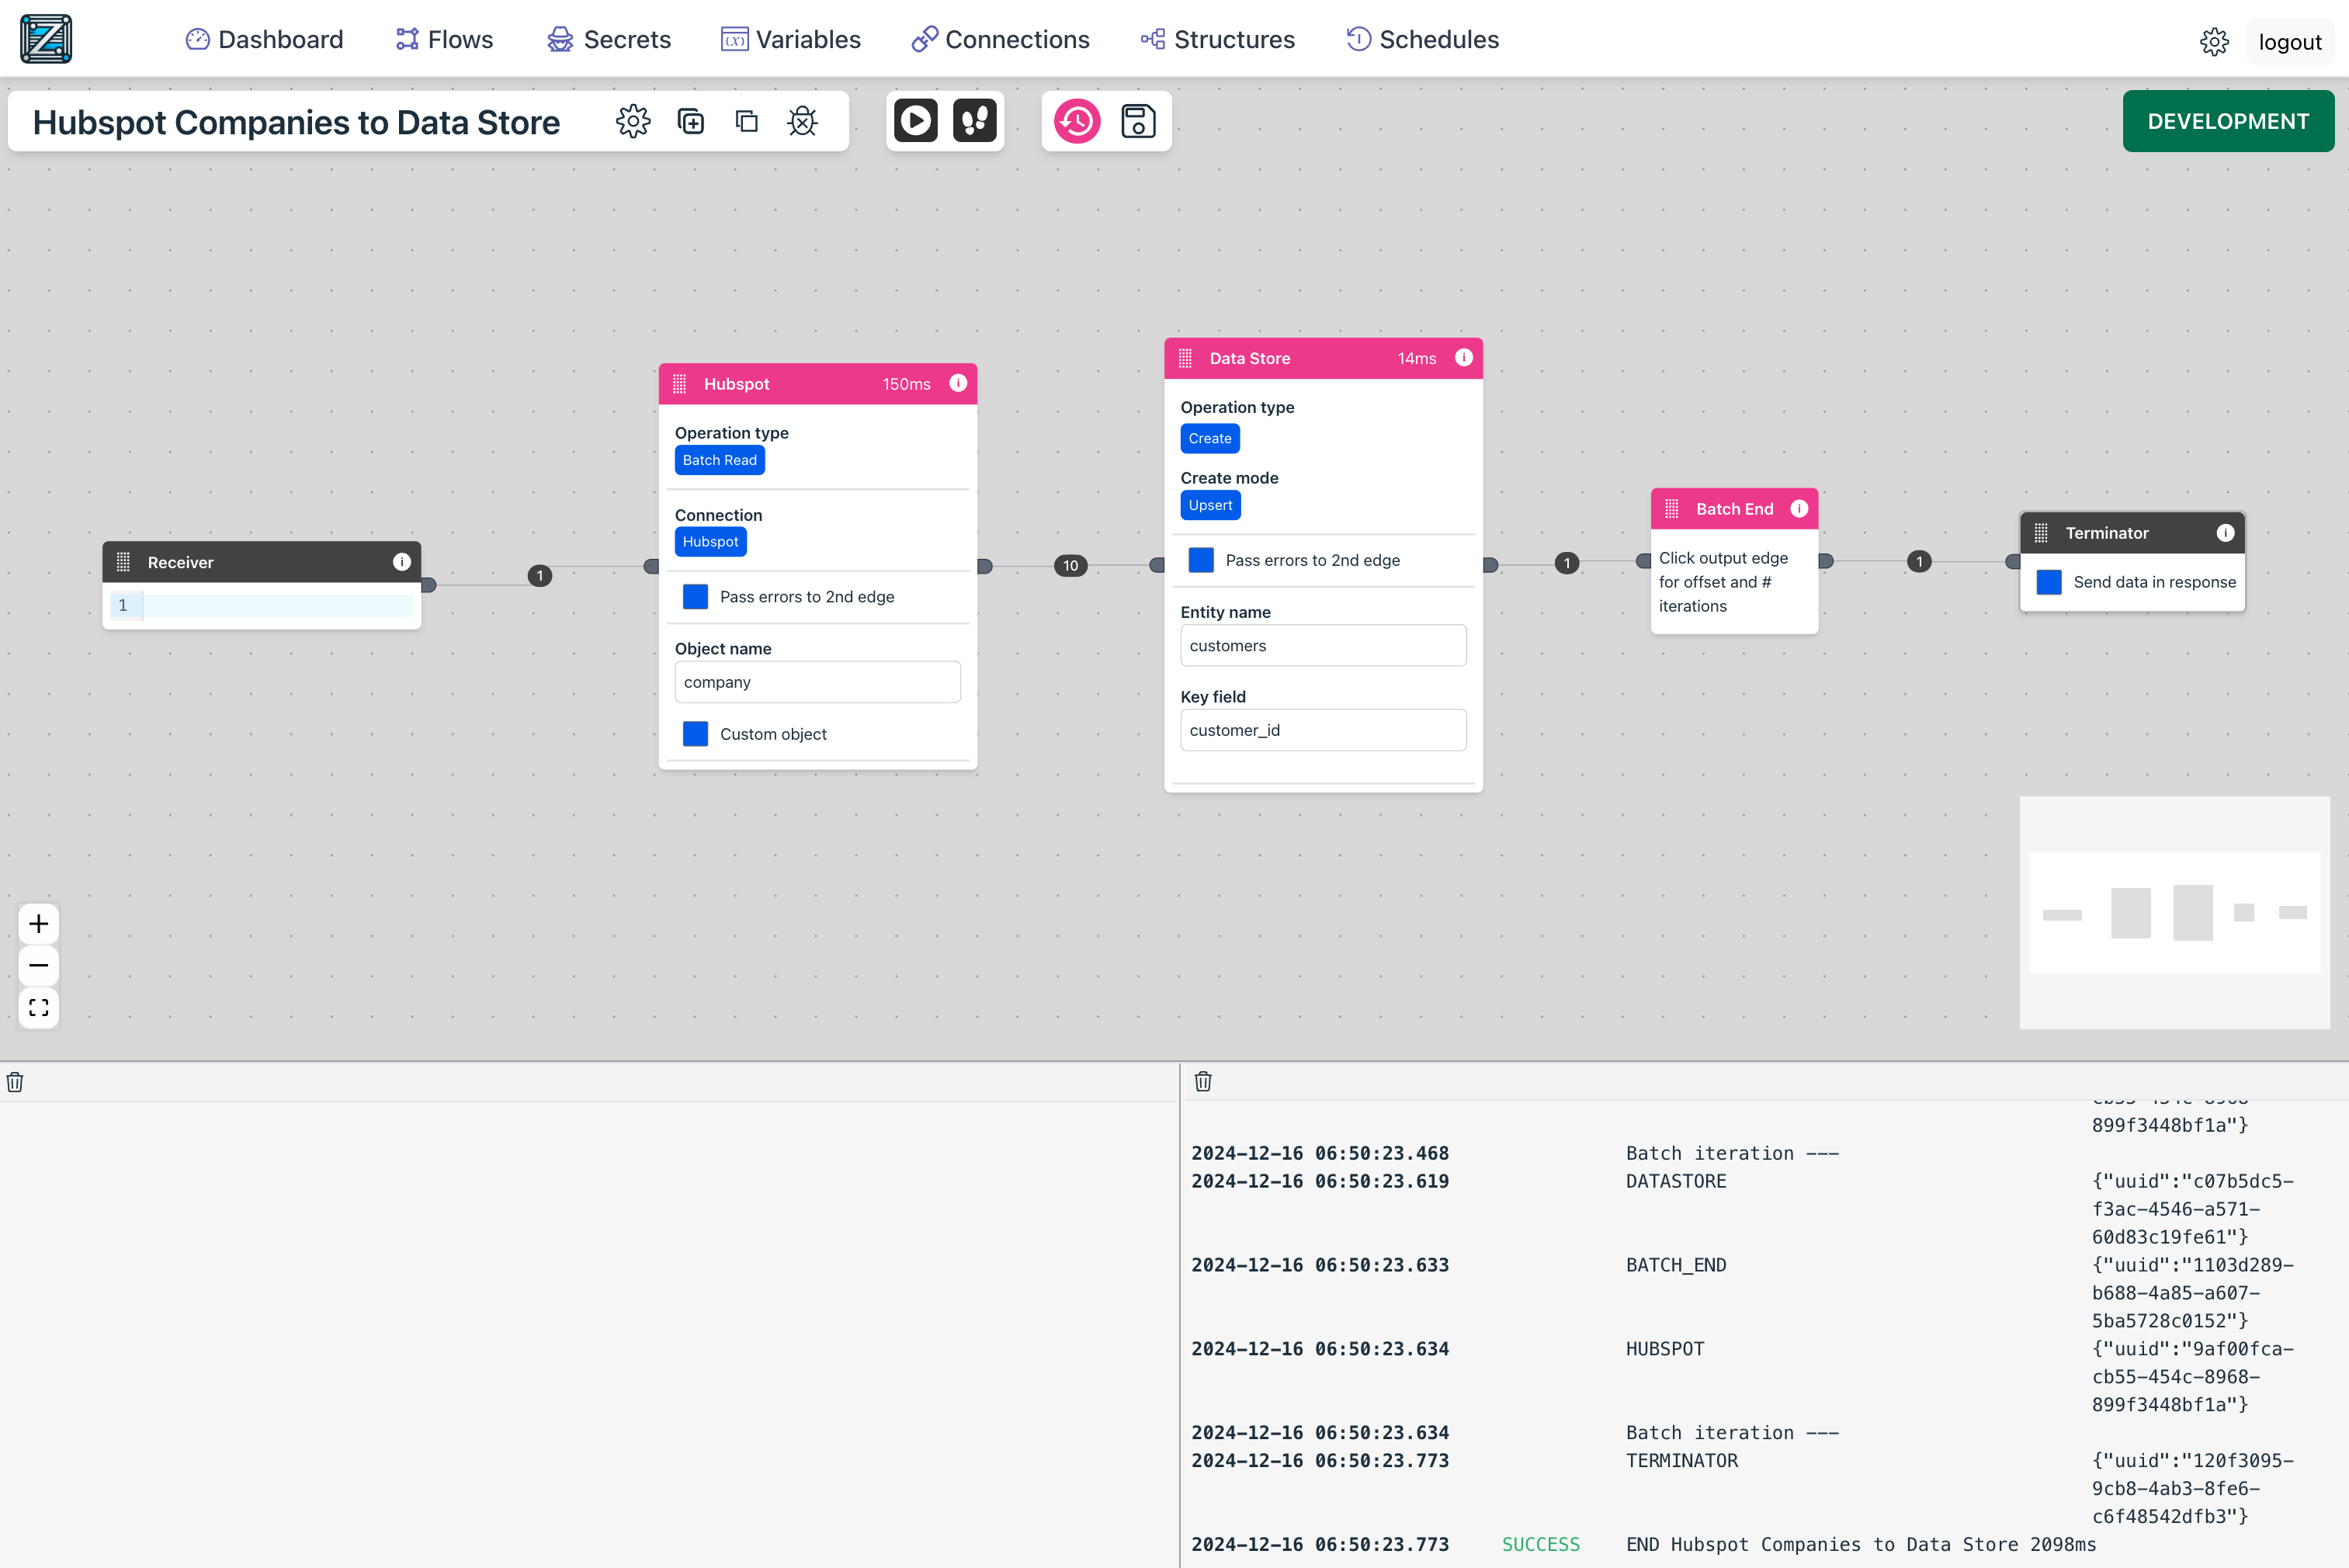 Dashboard
Flows
Secrets
Variables
Connections
Structures
Schedules
logout
Hubspot Companies to Data Store
DEVELOPMENT
Receiver
1
1
Hubspot
150ms
Operation type
Batch Read
Connection
Hubspot
Pass errors to 2nd edge
Object name
company
Custom object
10
Data Store
14ms
Operation type
Create
Create mode
Upsert
Pass errors to 2nd edge
Entity name
customers
Key field
customer_id
1
Batch End
Click output edge
for offset and #
iterations
1
Terminator
Send data in response
899f3448bf1a"}
2024-12-16 06:50:23.468 Batch iteration ---
2024-12-16 06:50:23.619 DATASTORE {"uuid":"c07b5dc5-
f3ac-4546-a571-
60d83c19fe61"}
2024-12-16 06:50:23.633 BATCH_END {"uuid":"1103d289-
b688-4a85-a607-
5ba5728c0152"}
2024-12-16 06:50:23.634 HUBSPOT {"uuid":"9af00fca-
cb55-454c-8968-
899f3448bf1a"}
2024-12-16 06:50:23.634 Batch iteration ---
2024-12-16 06:50:23.773 TERMINATOR {"uuid":"120f3095-
9cb8-4ab3-8fe6-
c6f48542dfb3"}
2024-12-16 06:50:23.773 SUCCESS END Hubspot Companies to Data Store 2098ms